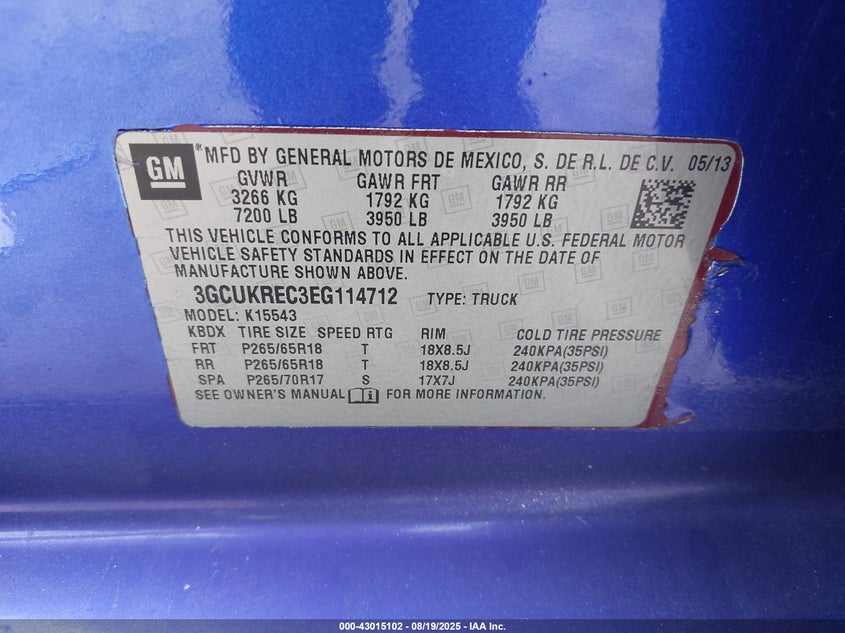 GM MFD BY GENERAL MOTORS DE MEXICO, S. DE R.L. DE C.V. 05/13
GVWR GAWR FRT GAWR RR
3266 KG 1792 KG 1792 KG
7200 LB 3950 LB 3950 LB
THIS VEHICLE CONFORMS TO ALL APPLICABLE U.S. FEDERAL MOTOR
VEHICLE SAFETY STANDARDS IN EFFECT ON THE DATE OF
MANUFACTURE SHOWN ABOVE.
3GCUKREC3EG114712 TYPE: TRUCK
MODEL: K15543
KBDX TIRE SIZE SPEED RTG RIM COLD TIRE PRESSURE
FRT P265/65R18 T 18X8.5J 240KPA(35PSI)
RR P265/65R18 T 18X8.5J 240KPA(35PSI)
SPA P265/70R17 S 17X7J 240KPA(35PSI)
SEE OWNER'S MANUAL FOR MORE INFORMATION.
000-43015102 - 08/19/2025 - IAA Inc.